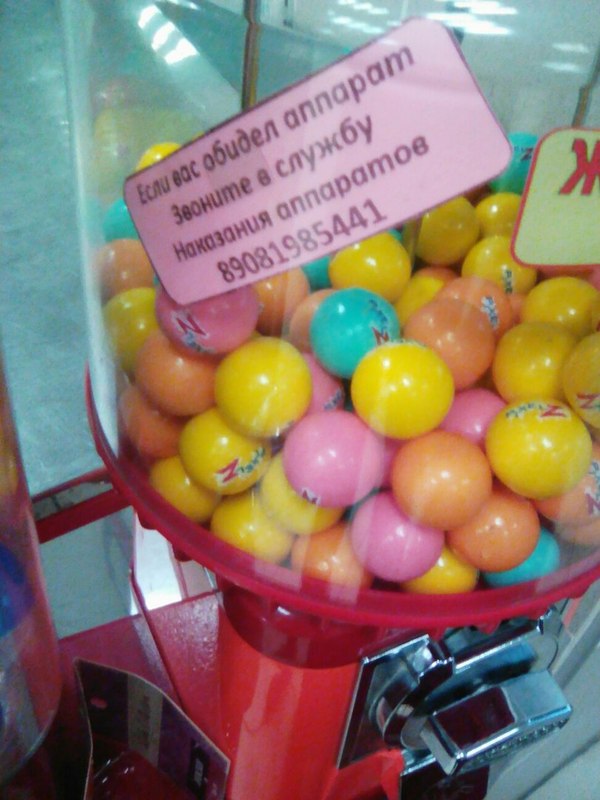 Если вас обидел аппарат
Звоните в службу
Наказания аппаратов
89081985441
Ж